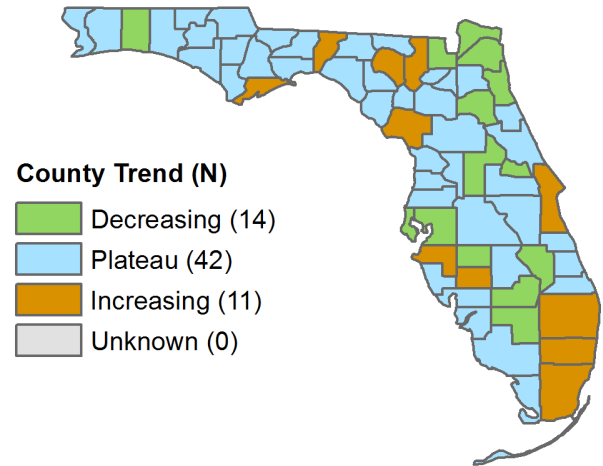 County Trend (N)
Decreasing (14)
Plateau (42)
Increasing (11)
Unknown (0)